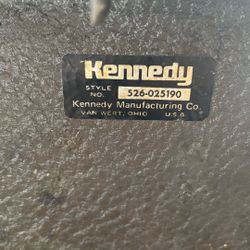 Kennedy
STYLE
NO. 526-025190
Kennedy Manufacturing Co.
VAN WERT, OHIO U.S.A.